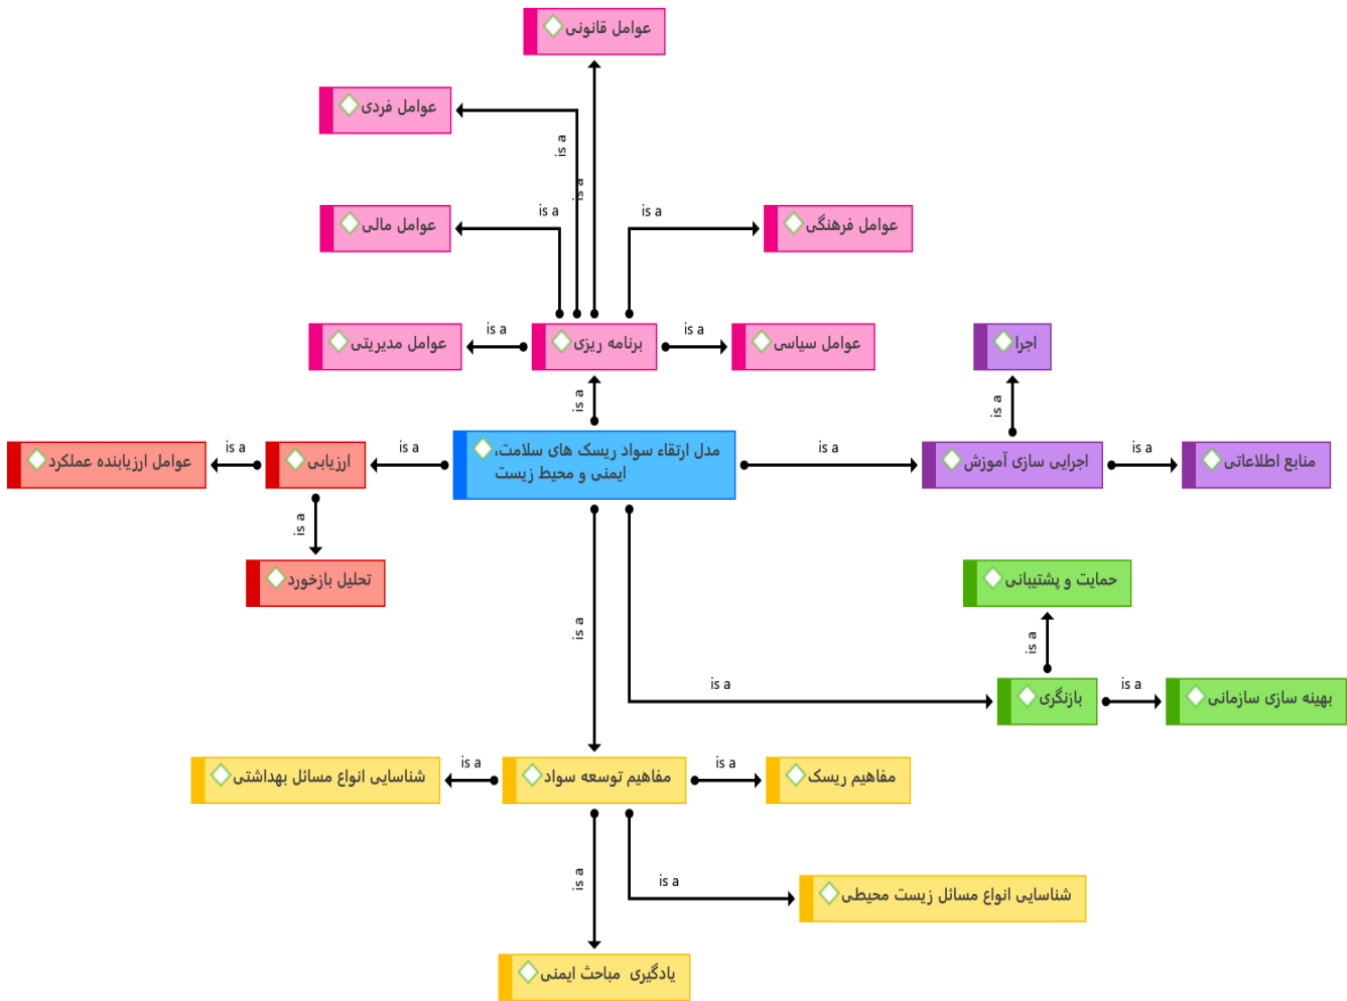 عوامل قانونی
عوامل فردی
is a
is a
عوامل مالی
is a
is a
عوامل فرهنگی
عوامل مدیریتی
is a
برنامه ریزی
is a
عوامل سیاسی
اجرا
is a
is a
عوامل ارزیابنده عملکرد
is a
ارزیابی
is a
مدل ارتقاء سواد ریسک های سلامت،
ایمنی و محیط زیست
is a
اجرایی سازی آموزش
is a
منابع اطلاعاتی
is a
تحلیل بازخورد
حمایت و پشتیبانی
is a
is a
is a
بازنگری
is a
بهینه سازی سازمانی
شناسایی انواع مسائل بهداشتی
is a
مفاهیم توسعه سواد
is a
مفاهیم ریسک
is a
is a
شناسایی انواع مسائل زیست محیطی
یادگیری مباحث ایمنی